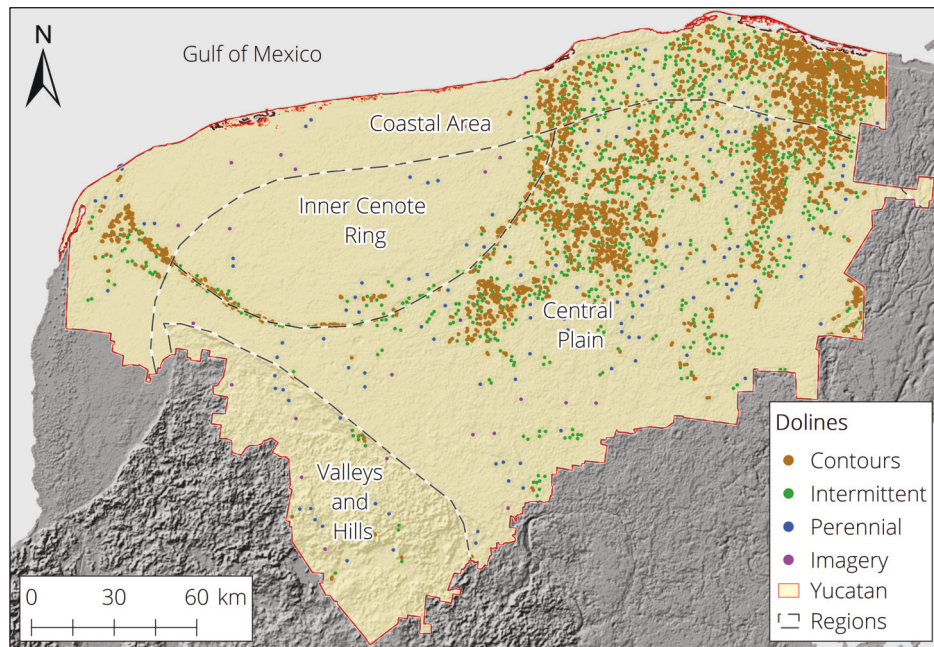 N
Gulf of Mexico
Coastal Area
Inner Cenote
Ring
Central
Plain
Valleys
and
Hills
Dolines
Contours
Intermittent
Perennial
Imagery
Yucatan
Regions
0 30 60 km